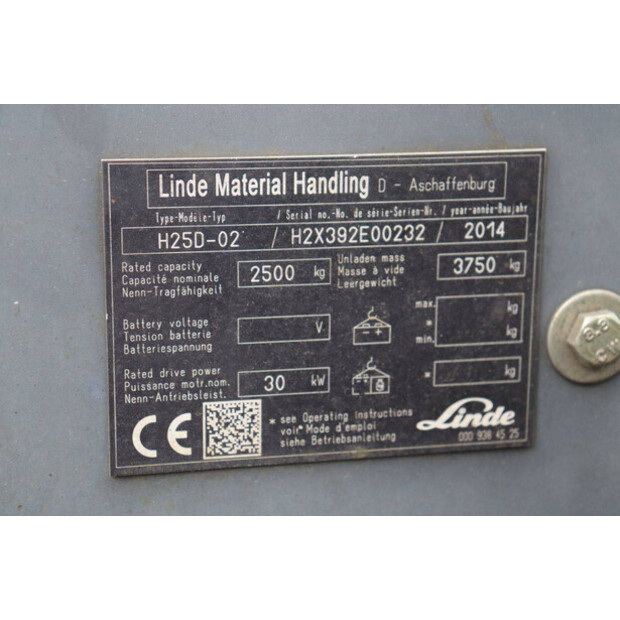 Linde Material Handling D - Aschaffenburg
Type-Modèle-Typ / Serial no.-No. de série-Serien-Nr. / year-année-Baujahr
H25D-02 / H2X392E00232 / 2014
Rated capacity
Capacité nominale
Nenn-Tragfähigkeit
2500 kg
Unladen mass
Masse à vide
Leergewicht
3750 kg
Battery voltage
Tension batterie
Batteriespannung
V
max. kg
*
min. kg
Rated drive power
Puissance motr.nom.
Nenn-Antriebsleist.
30 kW
* kg
CE
* see Operating Instructions
voir Mode d'emploi
siehe Betriebsanleitung
Linde
000 938 45 25
8.8